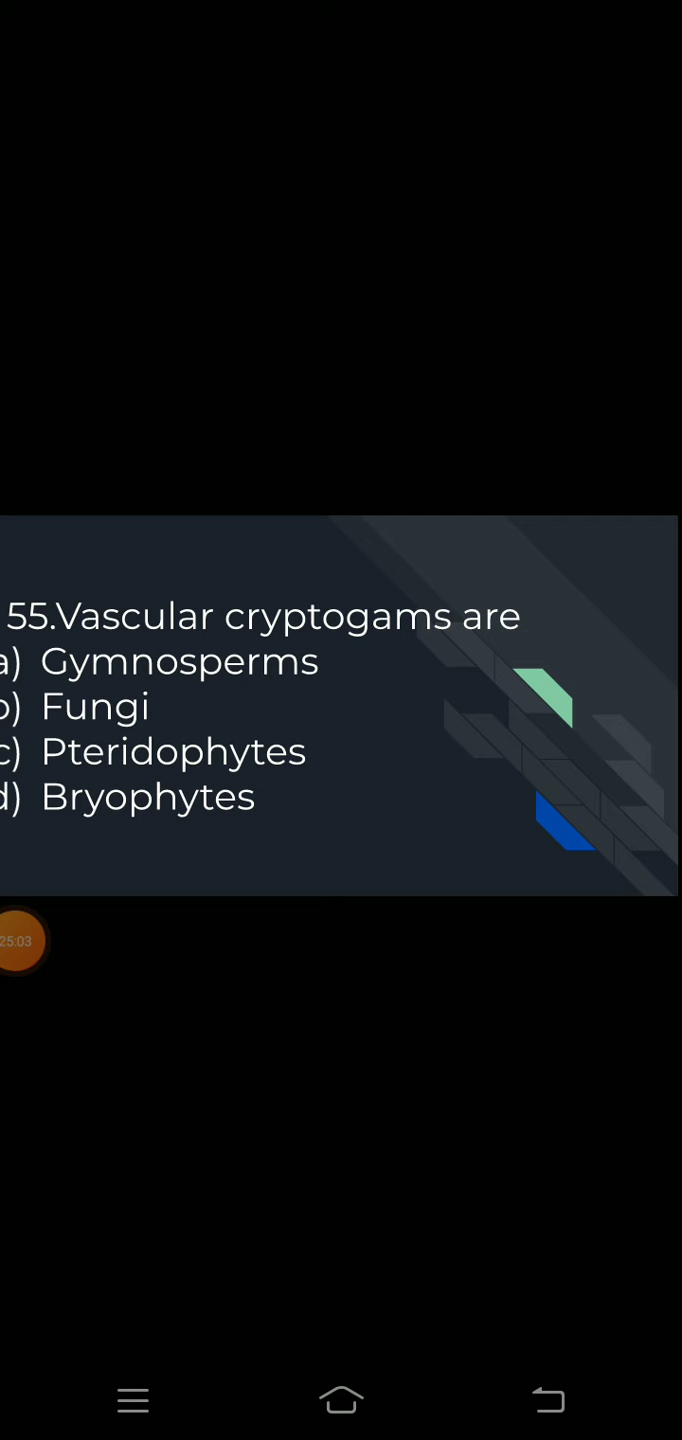 55.Vascular cryptogams are
a) Gymnosperms
b) Fungi
c) Pteridophytes
d) Bryophytes
25:03